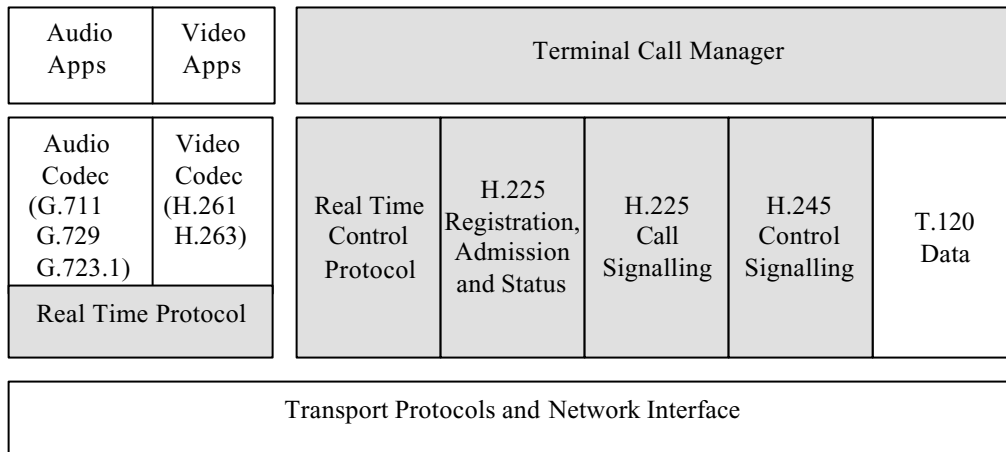 Audio
Apps
Video
Apps
Terminal Call Manager
Audio
Codec
(G.711
G.729
G.723.1)
Video
Codec
(H.261
H.263)
Real Time Protocol
Real Time
Control
Protocol
H.225
Registration,
Admission
and Status
H.225
Call
Signalling
H.245
Control
Signalling
T.120
Data
Transport Protocols and Network Interface